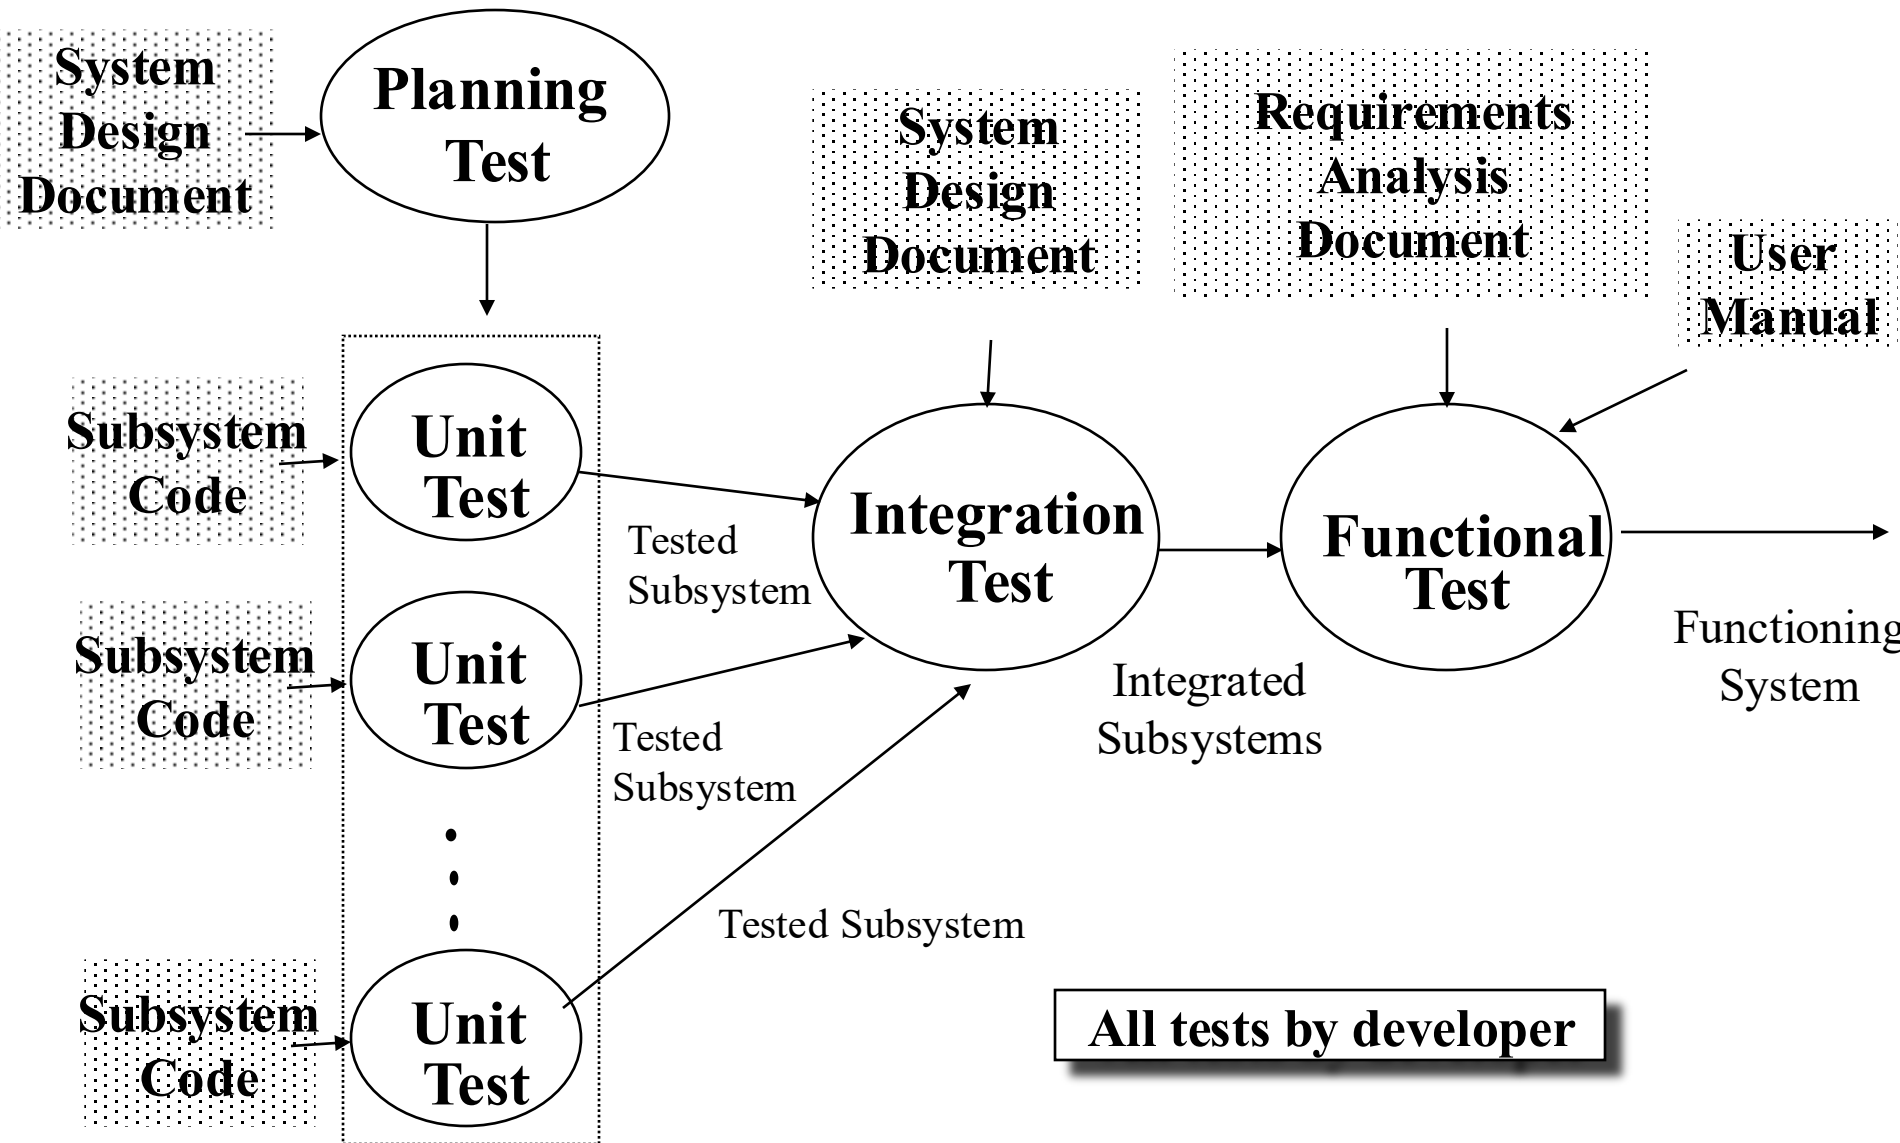 System
Design
Document
Planning
Test
System
Design
Document
Requirements
Analysis
Document
User
Manual
Subsystem
Code
Unit
Test
Tested
Subsystem
Integration
Test
Functional
Test
Functioning
System
Subsystem
Code
Unit
Test
Tested
Subsystem
Integrated
Subsystems
Tested Subsystem
Subsystem
Code
Unit
Test
All tests by developer